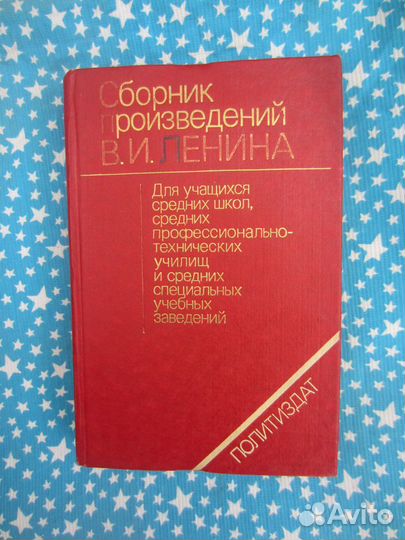 Сборник
произведений
В.И. ЛЕНИНА
Для учащихся
средних школ,
средних
профессионально-
технических
училищ
и средних
специальных
учебных
заведений
ПОЛИТИЗДАТ
Avito